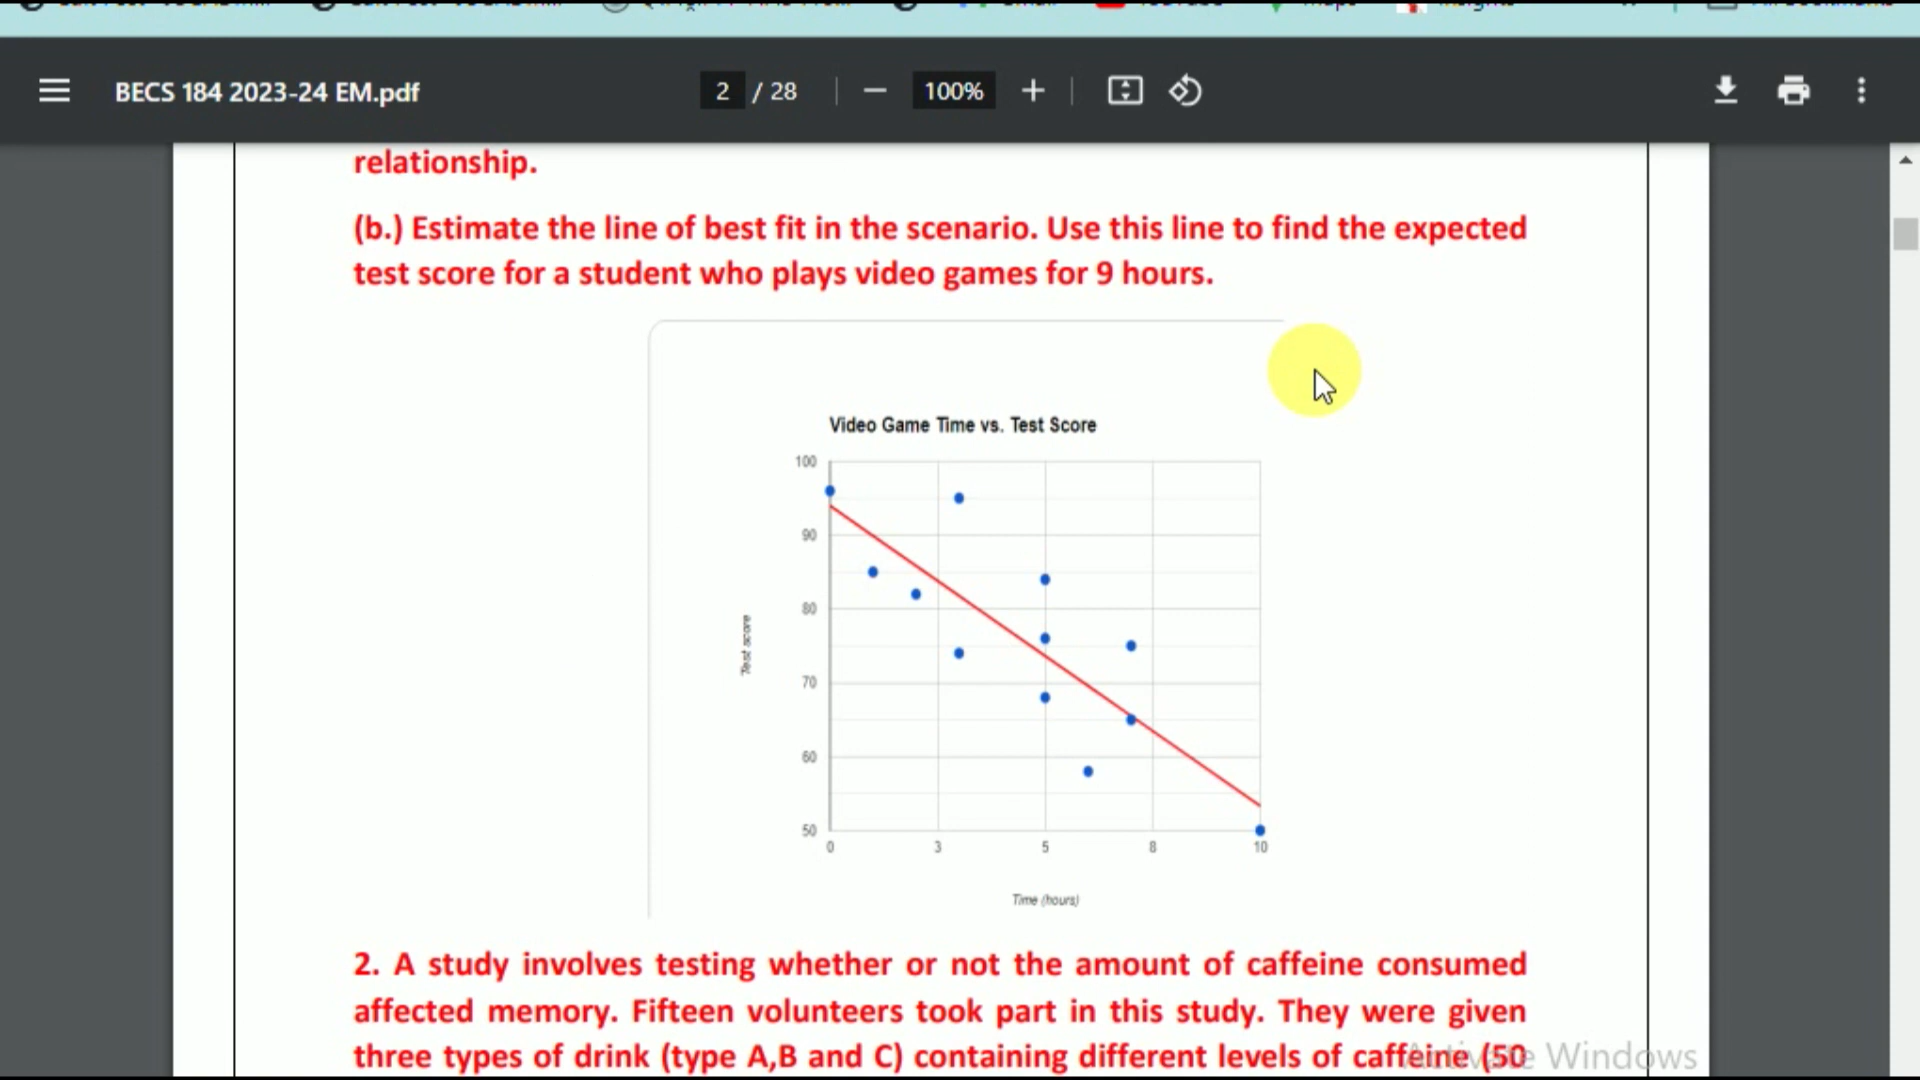 BECS 184 2023-24 EM.pdf
2 / 28
100%
relationship.
(b.) Estimate the line of best fit in the scenario. Use this line to find the expected
test score for a student who plays video games for 9 hours.
Video Game Time vs. Test Score
100
90
80
70
60
50
Test score
0 3 5 8 10
Time (hours)
2. A study involves testing whether or not the amount of caffeine consumed
affected memory. Fifteen volunteers took part in this study. They were given
three types of drink (type A,B and C) containing different levels of caffeine (50
Activate Windows